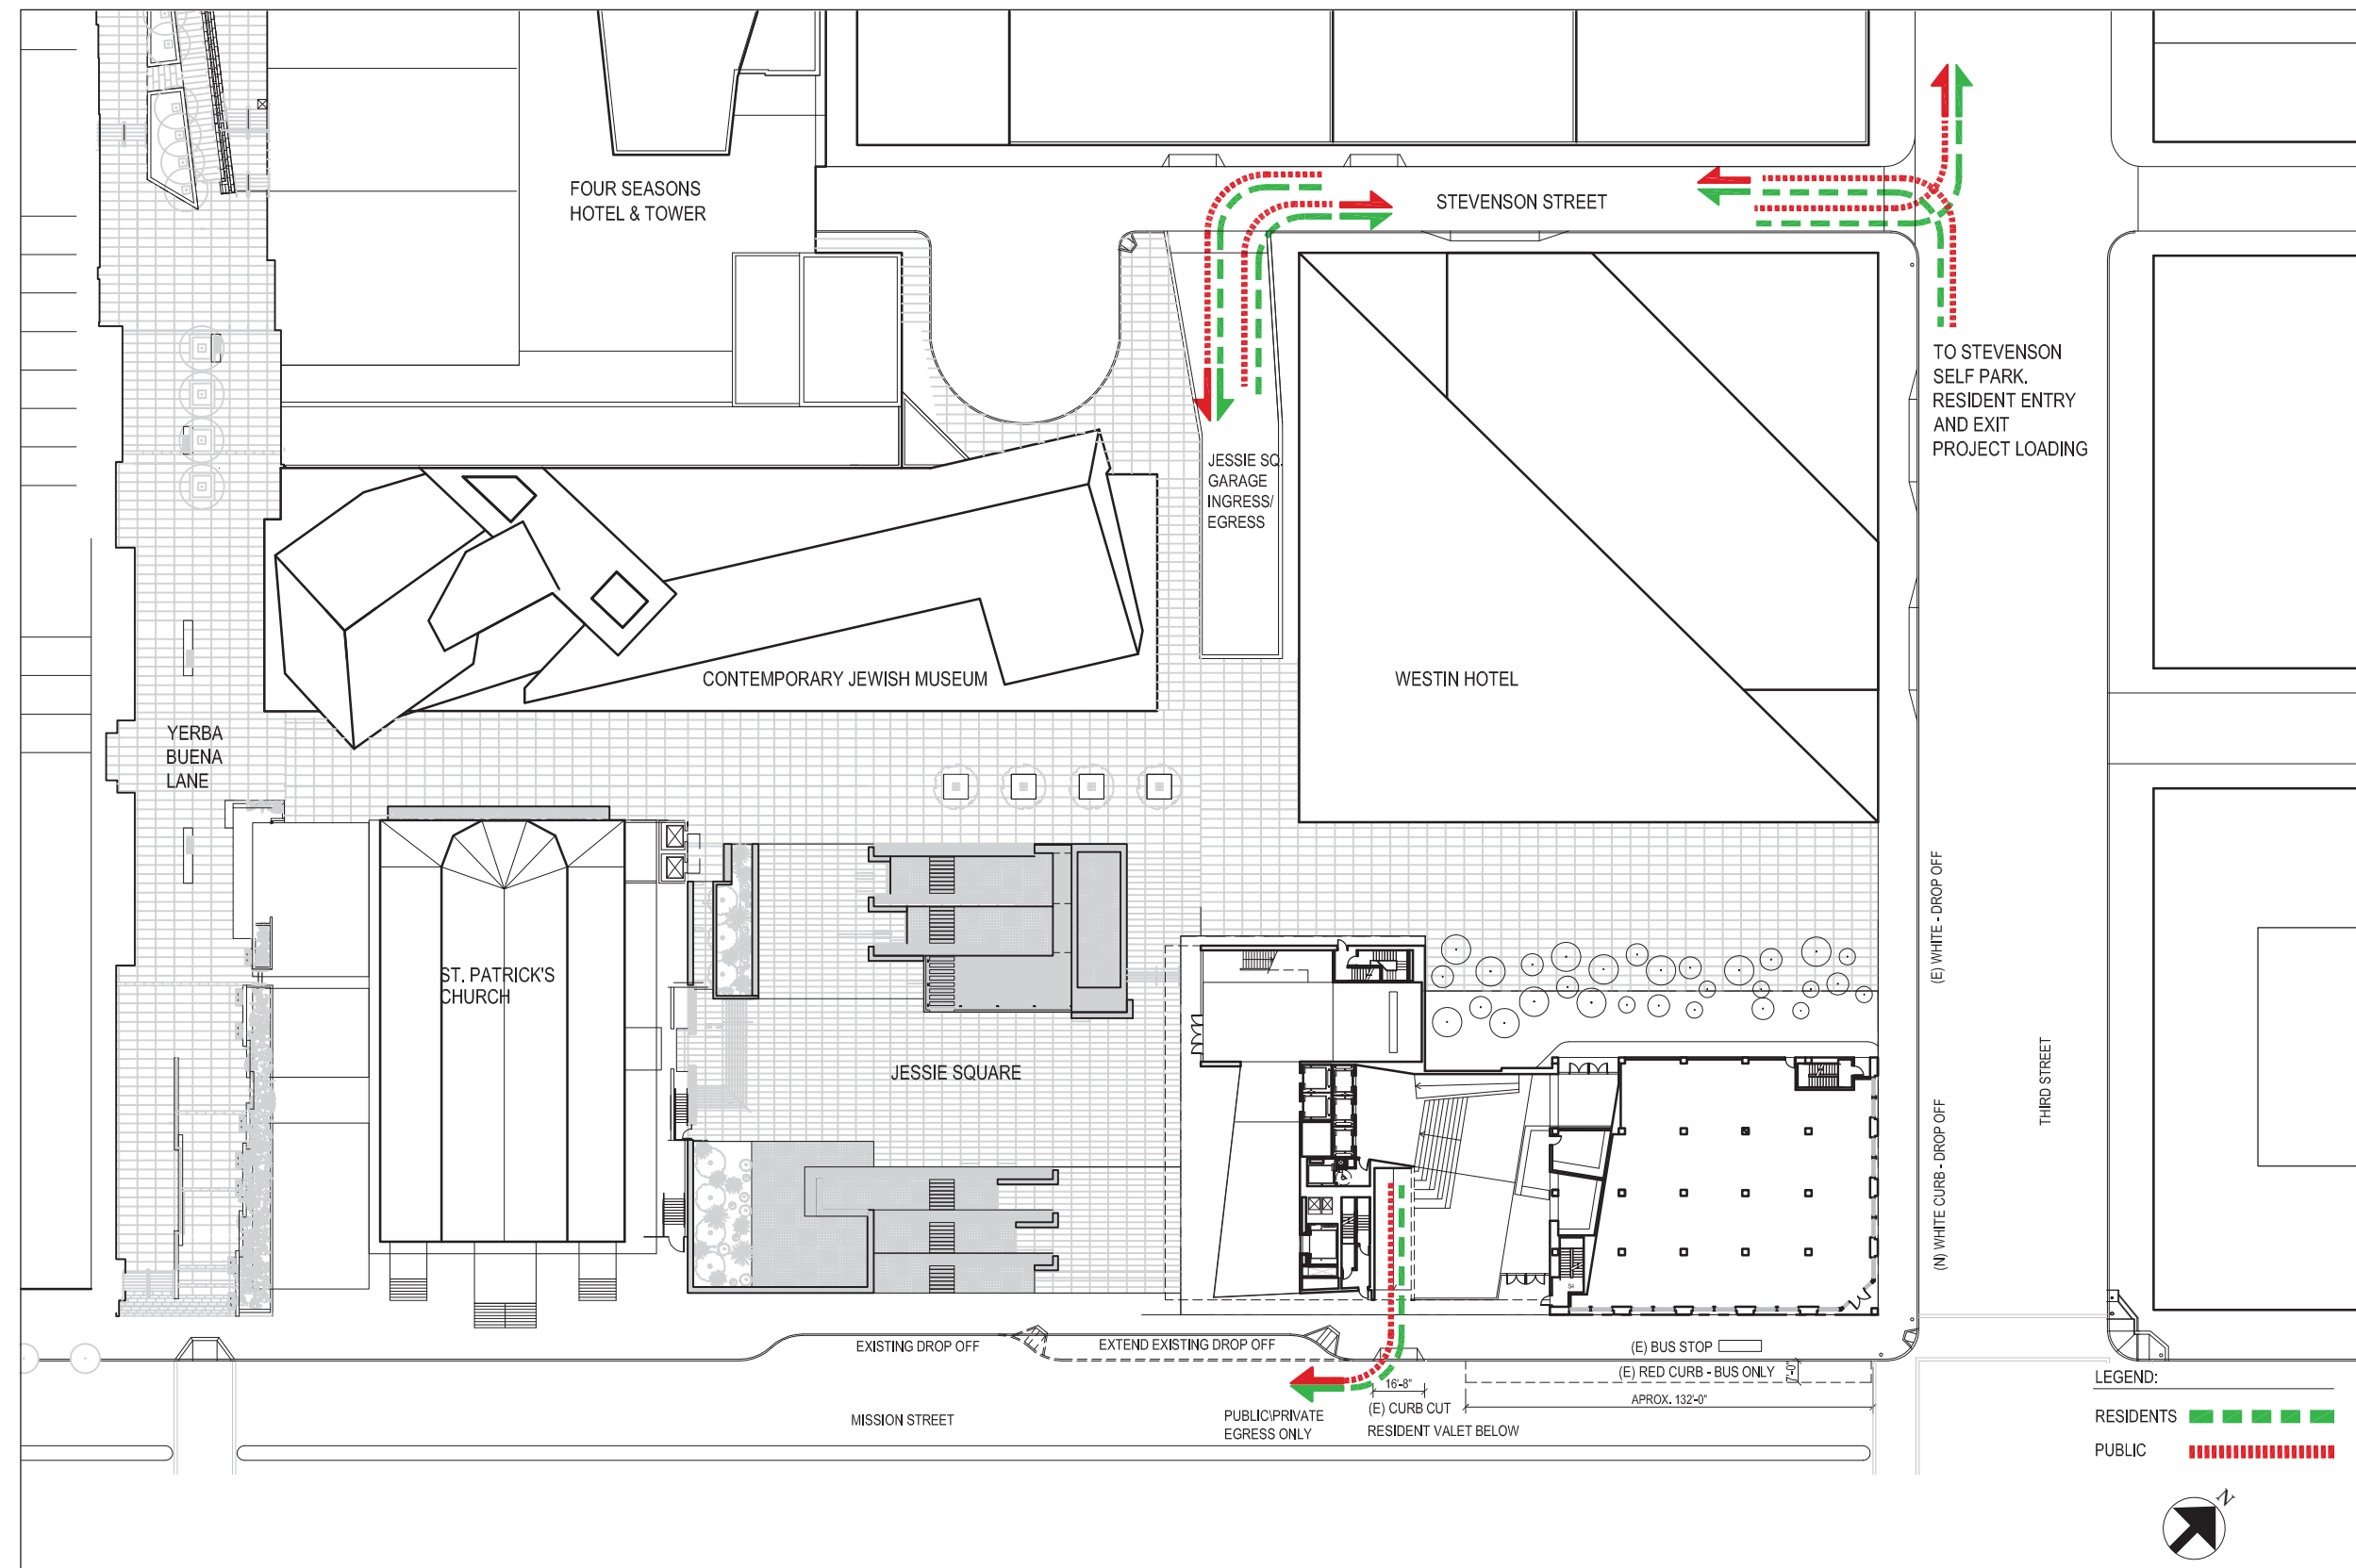 FOUR SEASONS
HOTEL & TOWER
STEVENSON STREET
TO STEVENSON
SELF PARK.
RESIDENT ENTRY
AND EXIT
PROJECT LOADING
JESSIE SQ.
GARAGE
INGRESS/
EGRESS
CONTEMPORARY JEWISH MUSEUM
WESTIN HOTEL
YERBA
BUENA
LANE
ST. PATRICK'S
CHURCH
JESSIE SQUARE
(E) WHITE - DROP OFF
THIRD STREET
(N) WHITE CURB - DROP OFF
EXISTING DROP OFF
EXTEND EXISTING DROP OFF
(E) BUS STOP
(E) RED CURB - BUS ONLY
7'-0"
16'-8"
APROX. 132'-0"
(E) CURB CUT
RESIDENT VALET BELOW
PUBLIC\PRIVATE
EGRESS ONLY
MISSION STREET
LEGEND:
RESIDENTS
PUBLIC
N